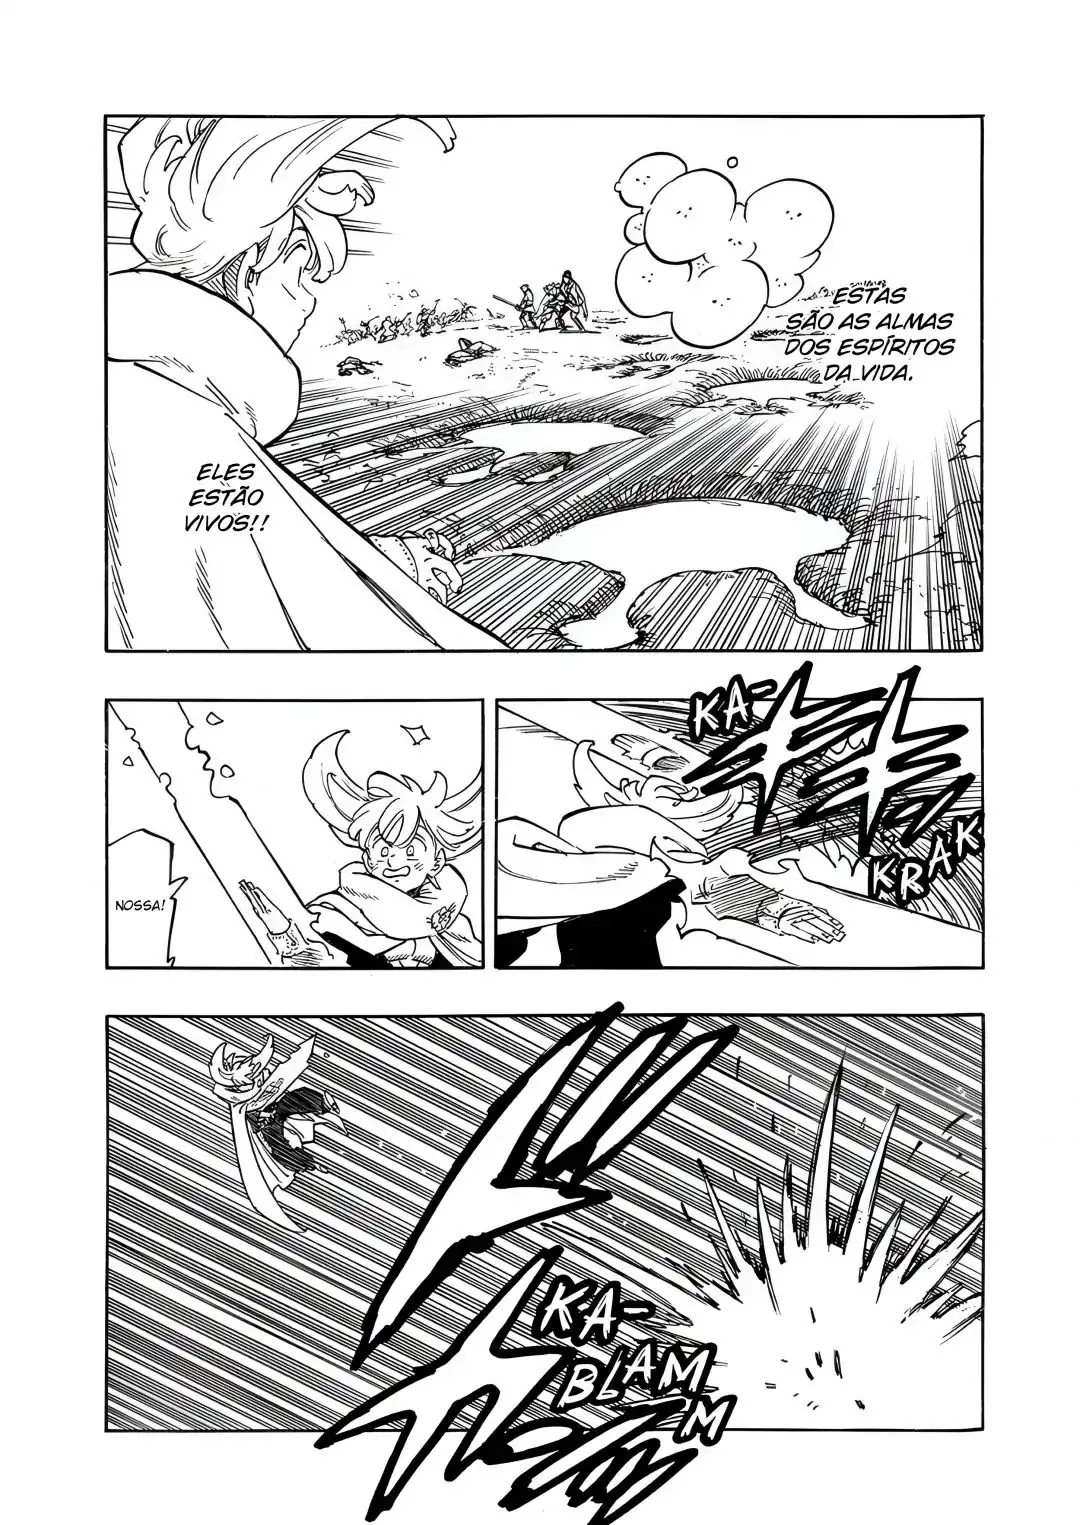 ESTAS
SÃO AS ALMAS
DOS ESPÍRITOS
DA VIDA.
ELES
ESTÃO
VIVOS!!
KA-
KRAK
NOSSA!
KA-
BLAMM
M